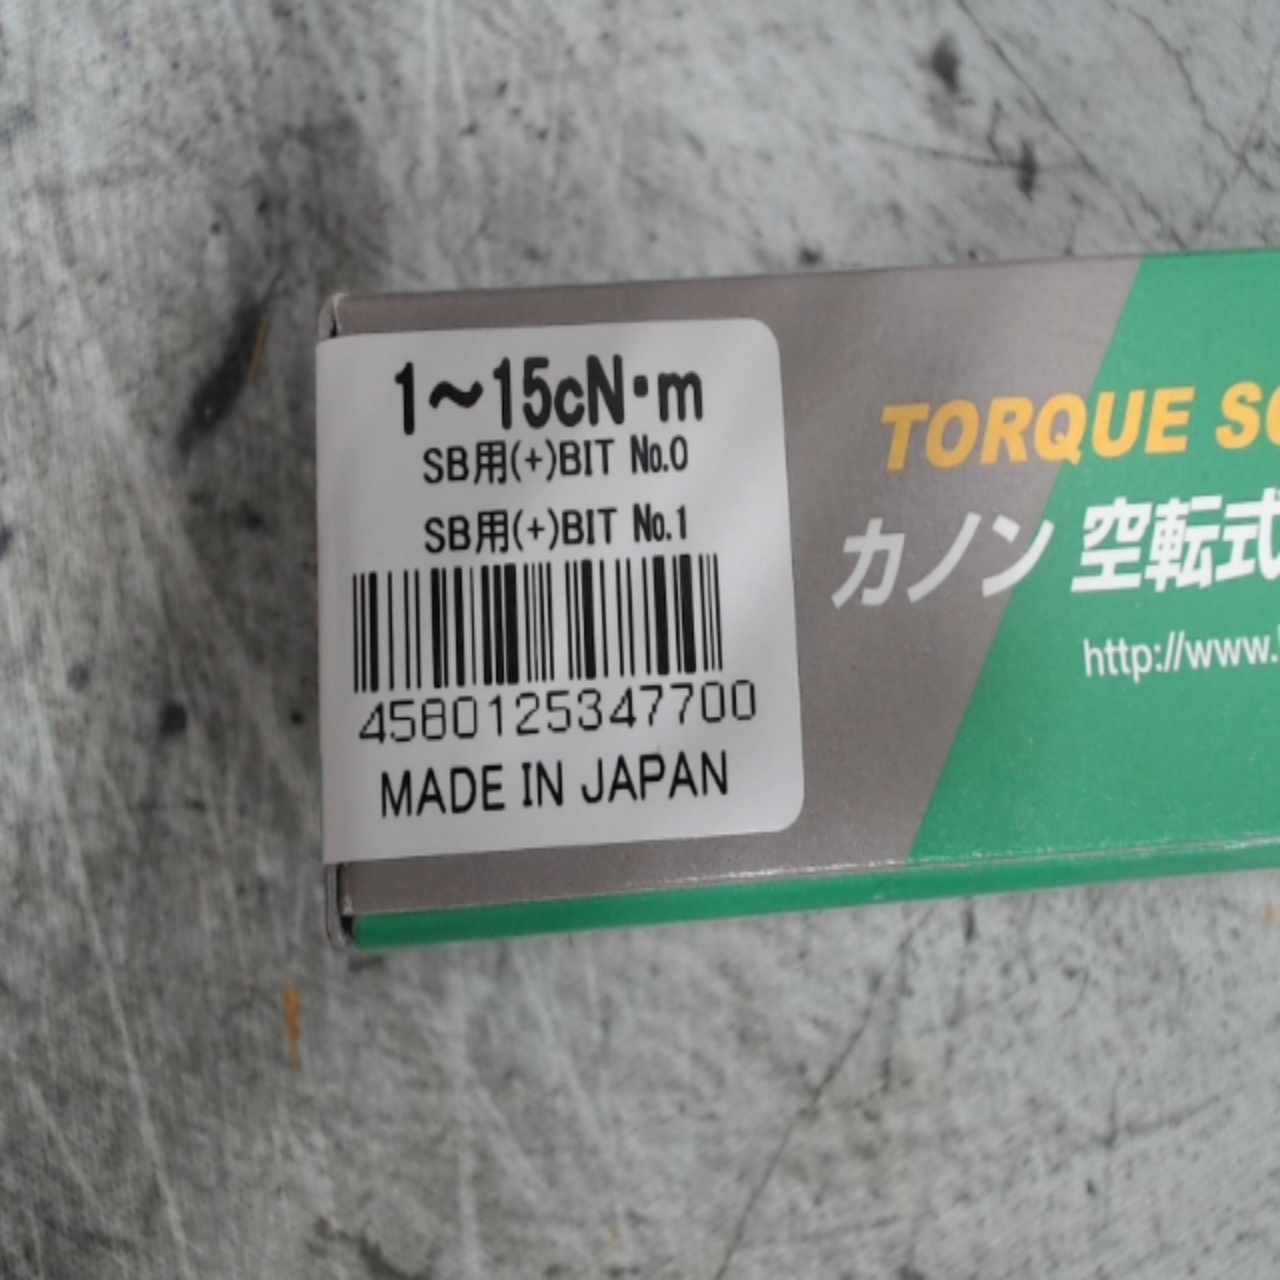 1～15cN･m
SB用(+)BIT No.0
SB用(+)BIT No.1
4580125347700
MADE IN JAPAN
TORQUE
カノン 空転式
http://www.